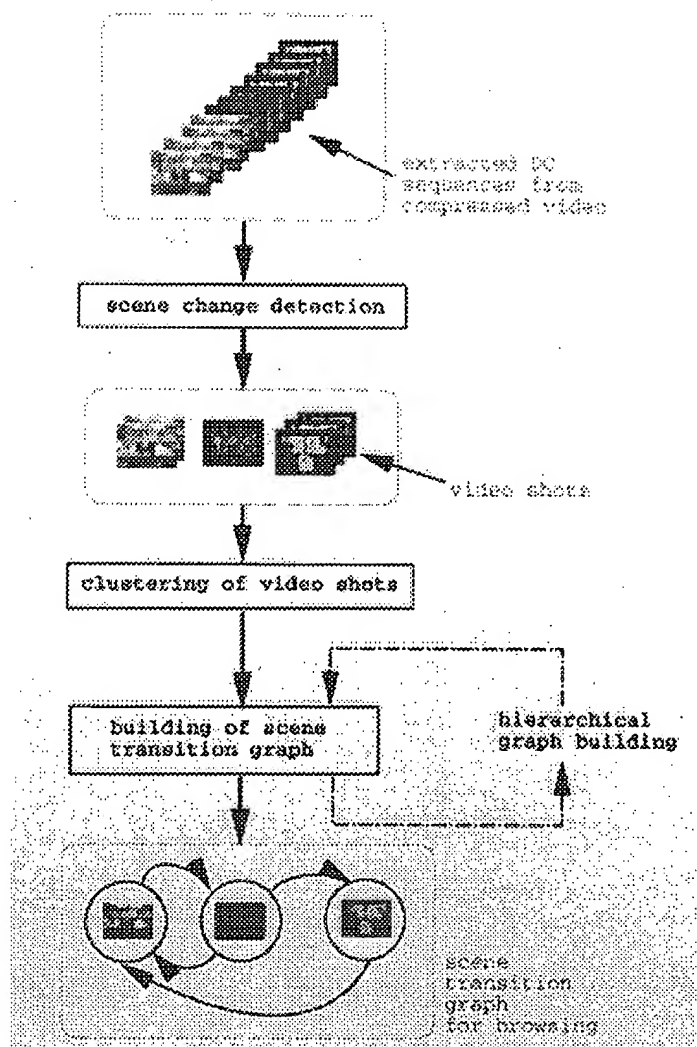 extracted DC
sequences from
compressed video
scene change detection
video shots
clustering of video shots
building of scene
transition graph
hierarchical
graph building
scene
transition
graph
for browsing